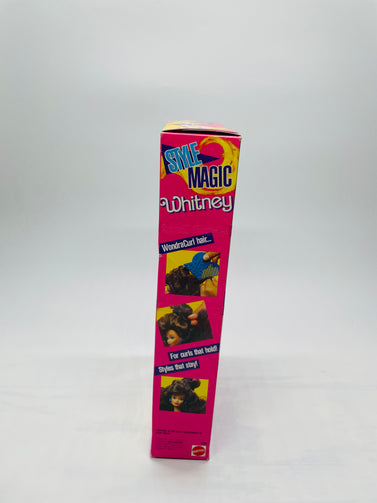 STYLE
MAGIC
Whitney
WondraCurl hair...
For curls that hold!
Styles that stay!
MATTEL